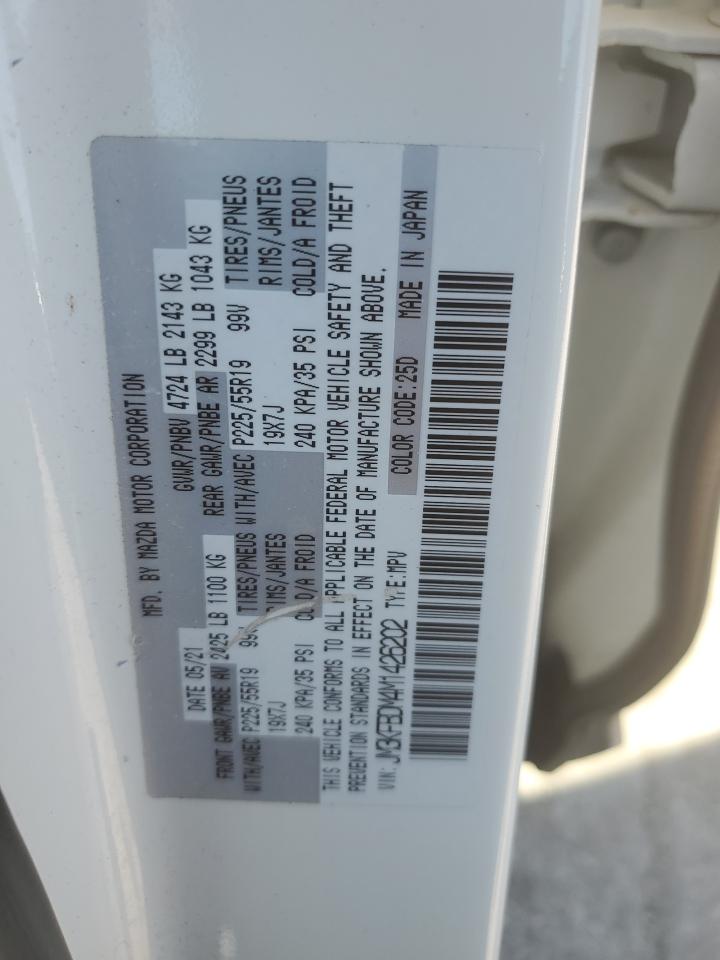 MFD. BY MAZDA MOTOR CORPORATION
DATE 05/21 GVWR/PNBV 4724 LB 2143 KG
FRONT GAWR/PNBE AV 2425 LB 1100 KG REAR GAWR/PNBE AR 2299 LB 1043 KG
WITH/AVEC P225/55R19 99V TIRES/PNEUS WITH/AVEC P225/55R19 99V TIRES/PNEUS
19X7J RIMS/JANTES 19X7J RIMS/JANTES
240 KPA/35 PSI COLD/A FROID 240 KPA/35 PSI COLD/A FROID
THIS VEHICLE CONFORMS TO ALL APPLICABLE FEDERAL MOTOR VEHICLE SAFETY AND THEFT
PREVENTION STANDARDS IN EFFECT ON THE DATE OF MANUFACTURE SHOWN ABOVE.
VIN: JM3KFBDM4M1426202 TYPE:MPV COLOR CODE:25D MADE IN JAPAN